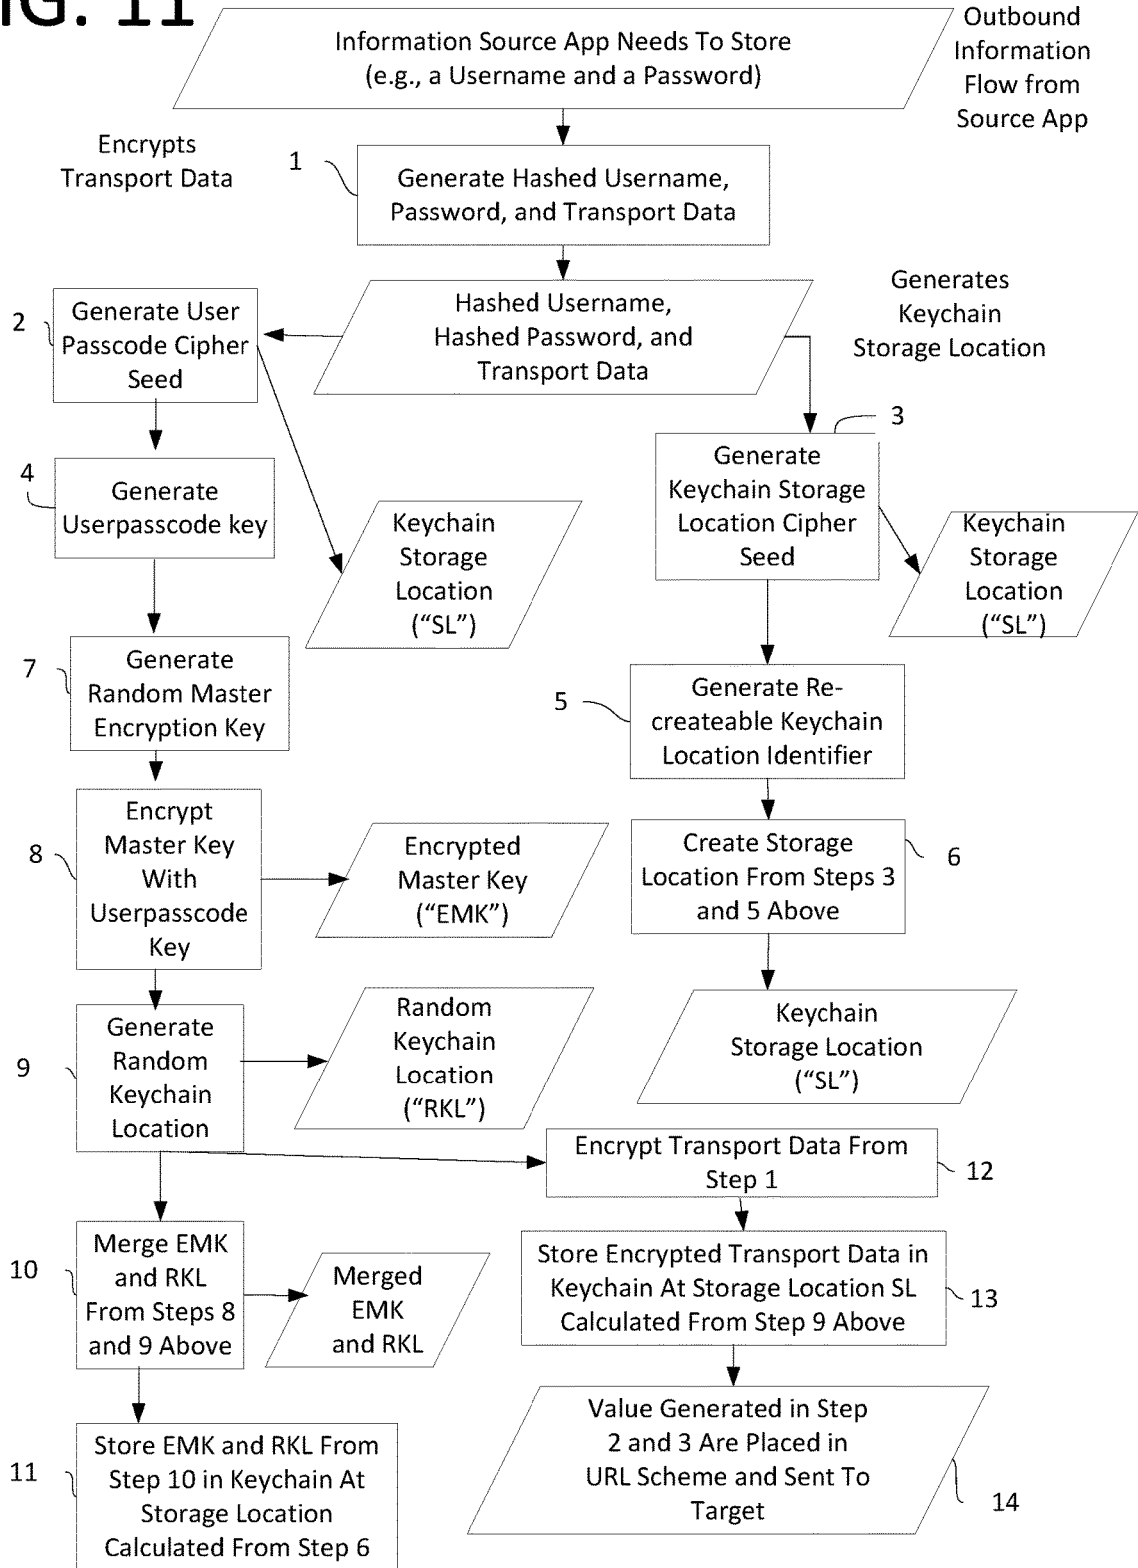 FIG. 11
Information Source App Needs To Store
(e.g., a Username and a Password)
Outbound
Information
Flow from
Source App
Encrypts
Transport Data
1
Generate Hashed Username,
Password, and Transport Data
Generates
Keychain
Storage Location
2
Generate User
Passcode Cipher
Seed
Hashed Username,
Hashed Password, and
Transport Data
3
Generate
Keychain Storage
Location Cipher
Seed
4
Generate
Userpasscode key
Keychain
Storage
Location
(“SL”)
Keychain
Storage
Location
(“SL”)
7
Generate
Random Master
Encryption Key
5
Generate Re-
createable Keychain
Location Identifier
8
Encrypt
Master Key
With
Userpasscode
Key
Encrypted
Master Key
(“EMK”)
Create Storage
Location From Steps 3
and 5 Above
6
9
Generate
Random
Keychain
Location
Random
Keychain
Location
(“RKL”)
Keychain
Storage Location
(“SL”)
Encrypt Transport Data From
Step 1
12
10
Merge EMK
and RKL
From Steps 8
and 9 Above
Merged
EMK
and RKL
Store Encrypted Transport Data in
Keychain At Storage Location SL
Calculated From Step 9 Above
13
11
Store EMK and RKL From
Step 10 in Keychain At
Storage Location
Calculated From Step 6
Value Generated in Step
2 and 3 Are Placed in
URL Scheme and Sent To
Target
14